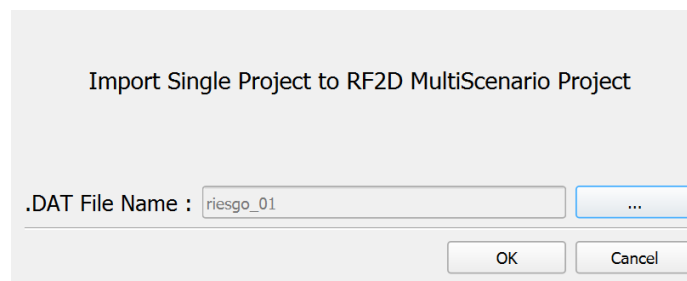 Import Single Project to RF2D MultiScenario Project
.DAT File Name : riesgo_01 ...
OK Cancel